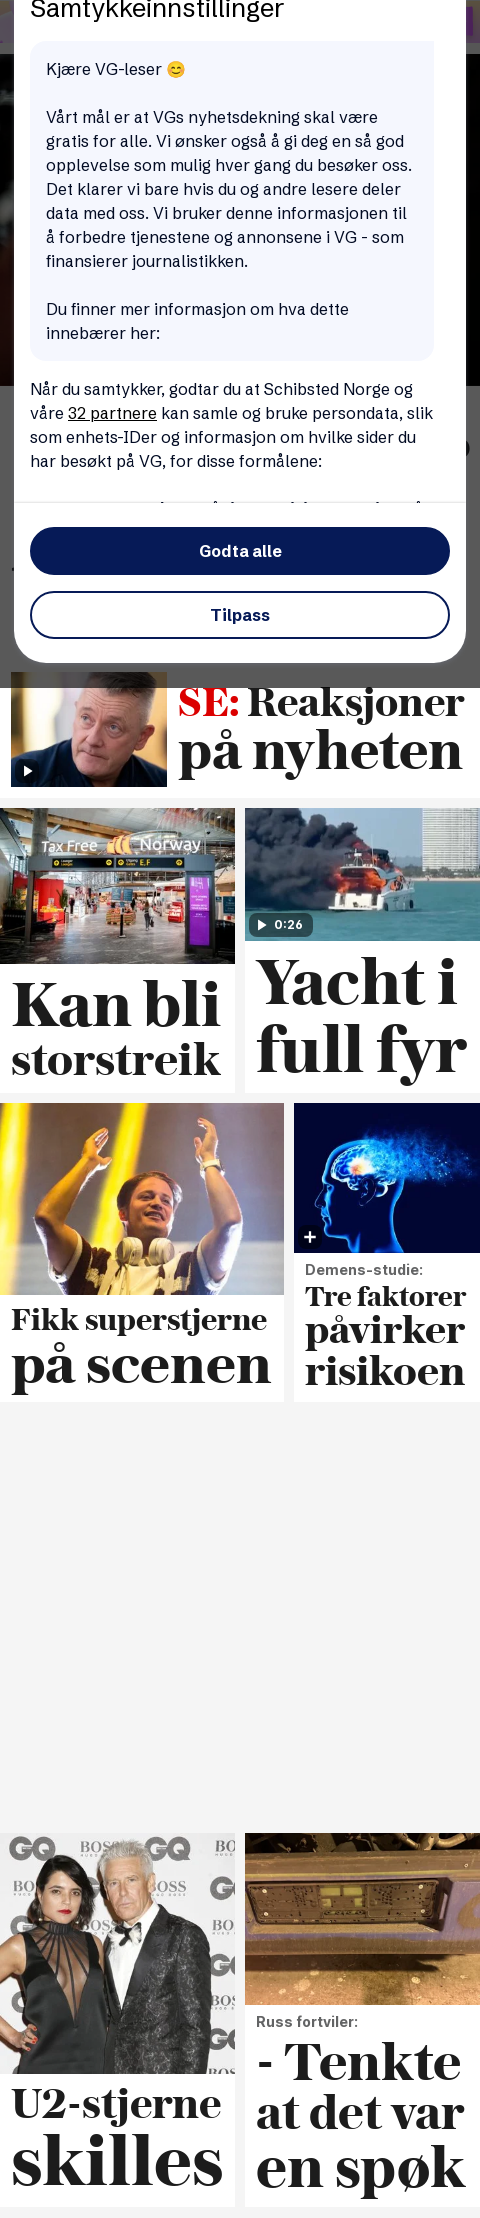 Samtykkeinnstillinger
Kjære VG-leser 😊
Vårt mål er at VGs nyhetsdekning skal være
gratis for alle. Vi ønsker også å gi deg en så god
opplevelse som mulig hver gang du besøker oss.
Det klarer vi bare hvis du og andre lesere deler
data med oss. Vi bruker denne informasjonen til
å forbedre tjenestene og annonsene i VG - som
finansierer journalistikken.
Du finner mer informasjon om hva dette
innebærer her:
Når du samtykker, godtar du at Schibsted Norge og
våre 32 partnere kan samle og bruke persondata, slik
som enhets-IDer og informasjon om hvilke sider du
har besøkt på VG, for disse formålene:
Godta alle
Tilpass
SE: Reaksjoner
på nyheten
Tax Free Norway
E,F
0:26
Kan bli
storstreik
Yacht i
full fyr
Fikk superstjerne
på scenen
Demens-studie:
Tre faktorer
påvirker
risikoen
GQ BOSS GQ BOSS
BOSS
GQ
U2-stjerne
skilles
Russ fortviler:
- Tenkte
at det var
en spøk